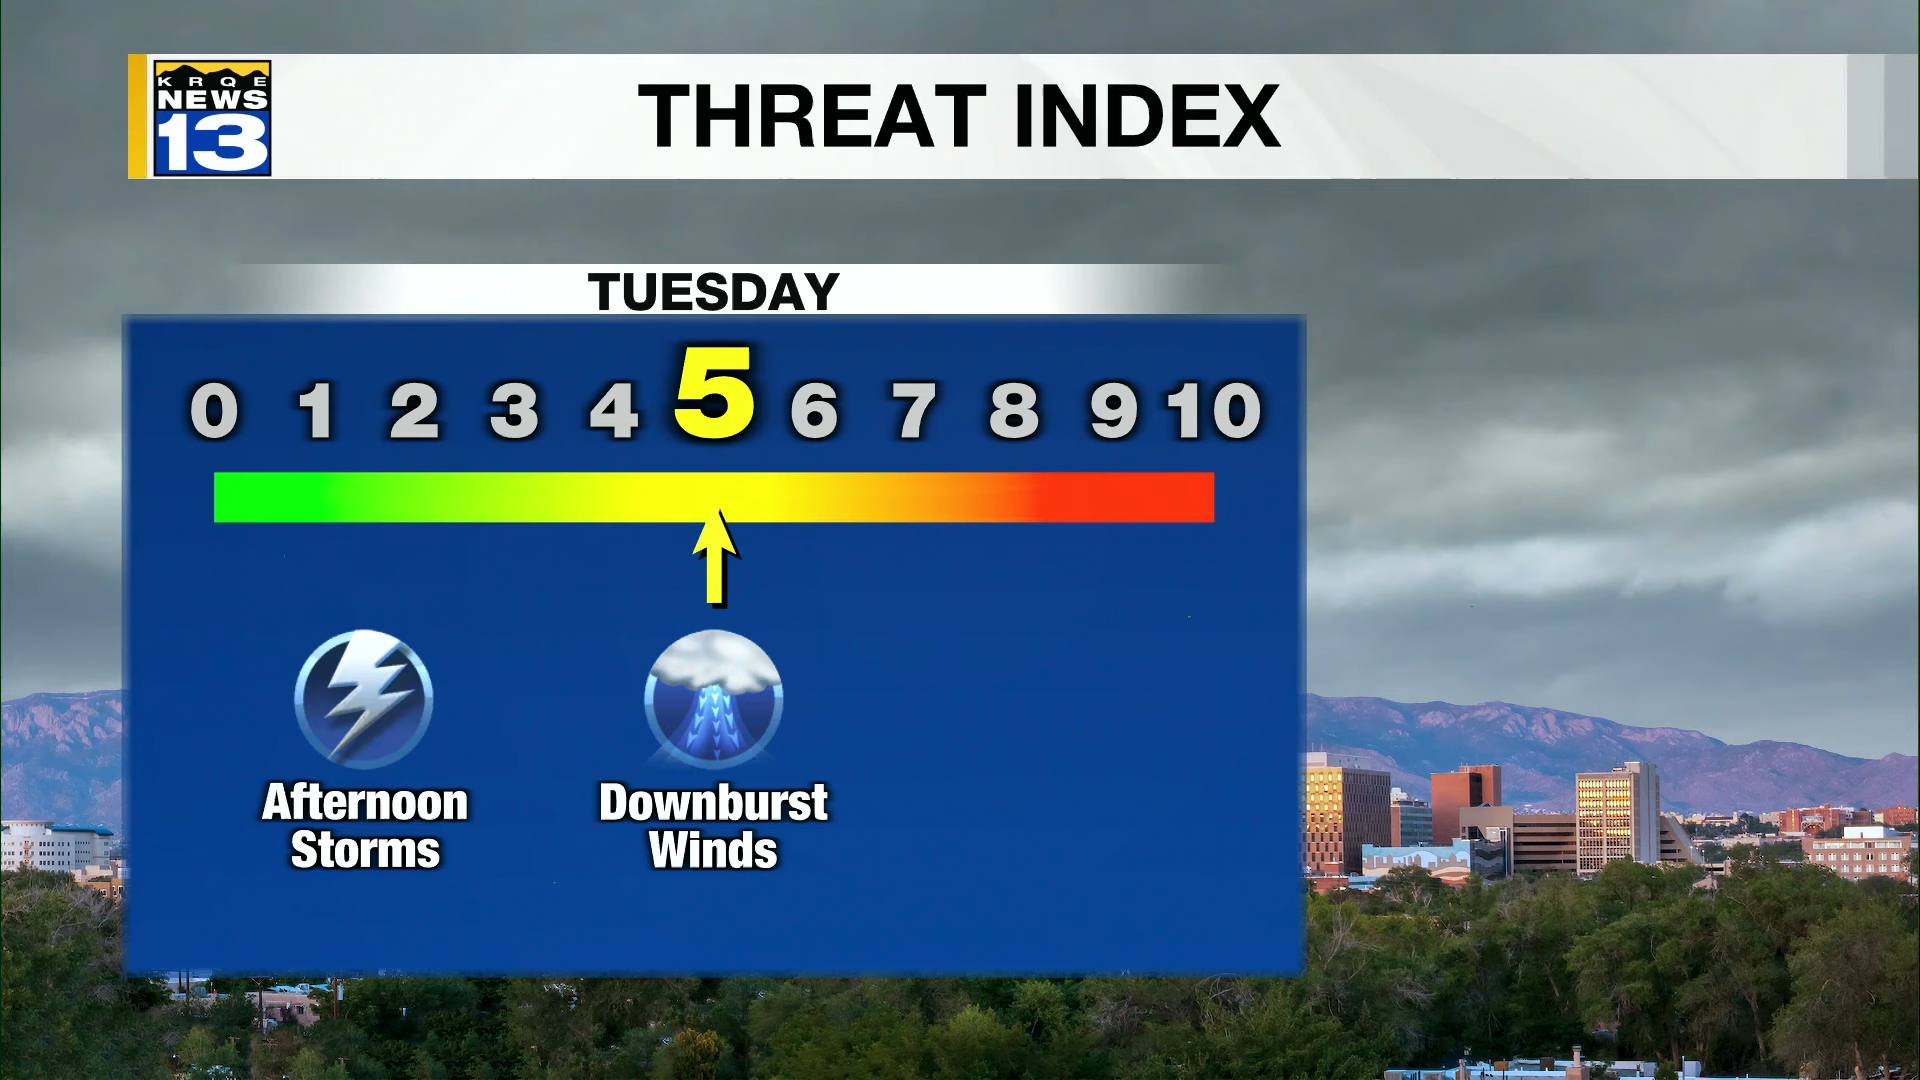 KRQE
NEWS
13
THREAT INDEX
TUESDAY
0 1 2 3 4 5 6 7 8 9 10
Afternoon
Storms
Downburst
Winds